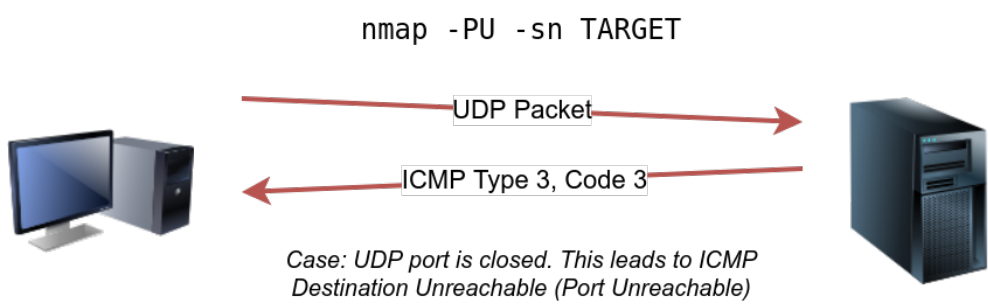 nmap -PU -sn TARGET
UDP Packet
ICMP Type 3, Code 3
Case: UDP port is closed. This leads to ICMP
Destination Unreachable (Port Unreachable)